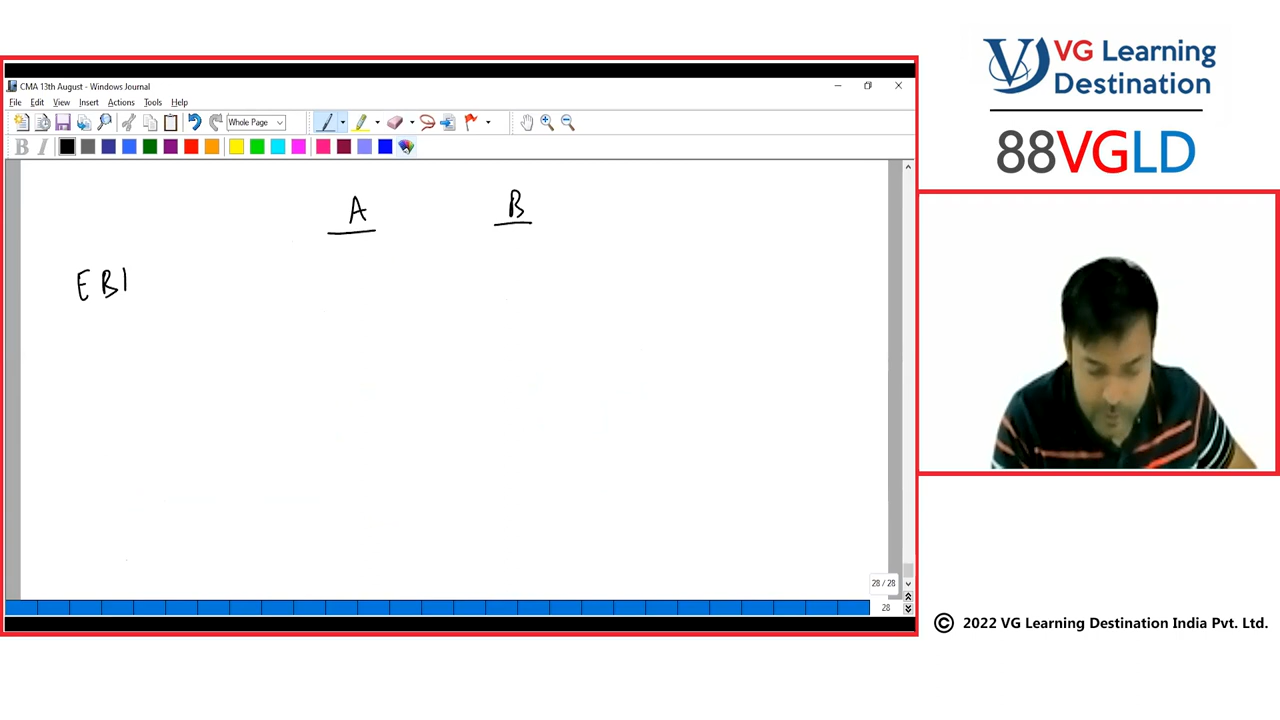 VG Learning
Destination
88VGLD
CMA 13th August - Windows Journal
File Edit View Insert Actions Tools Help
Whole Page
B I
A B
EBI
28 / 28
28
© 2022 VG Learning Destination India Pvt. Ltd.